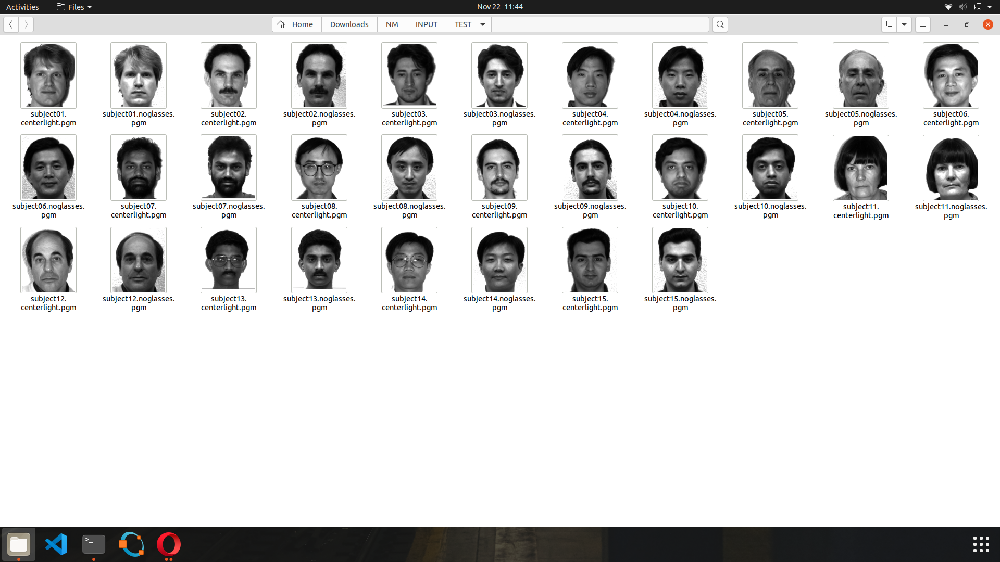 Activities Files Nov 22 11:44
Home Downloads NM INPUT TEST
subject01. subject01.noglasses. subject02. subject02.noglasses. subject03. subject03.noglasses. subject04. subject04.noglasses. subject05. subject05.noglasses. subject06.
centerlight.pgm pgm centerlight.pgm pgm centerlight.pgm pgm centerlight.pgm pgm centerlight.pgm pgm centerlight.pgm
subject06.noglasses. subject07. subject07.noglasses. subject08. subject08.noglasses. subject09. subject09.noglasses. subject10. subject10.noglasses. subject11. subject11.noglasses.
pgm centerlight.pgm pgm centerlight.pgm pgm centerlight.pgm pgm centerlight.pgm pgm centerlight.pgm pgm
subject12. subject12.noglasses. subject13. subject13.noglasses. subject14. subject14.noglasses. subject15. subject15.noglasses.
centerlight.pgm pgm centerlight.pgm pgm centerlight.pgm pgm centerlight.pgm pgm
>_